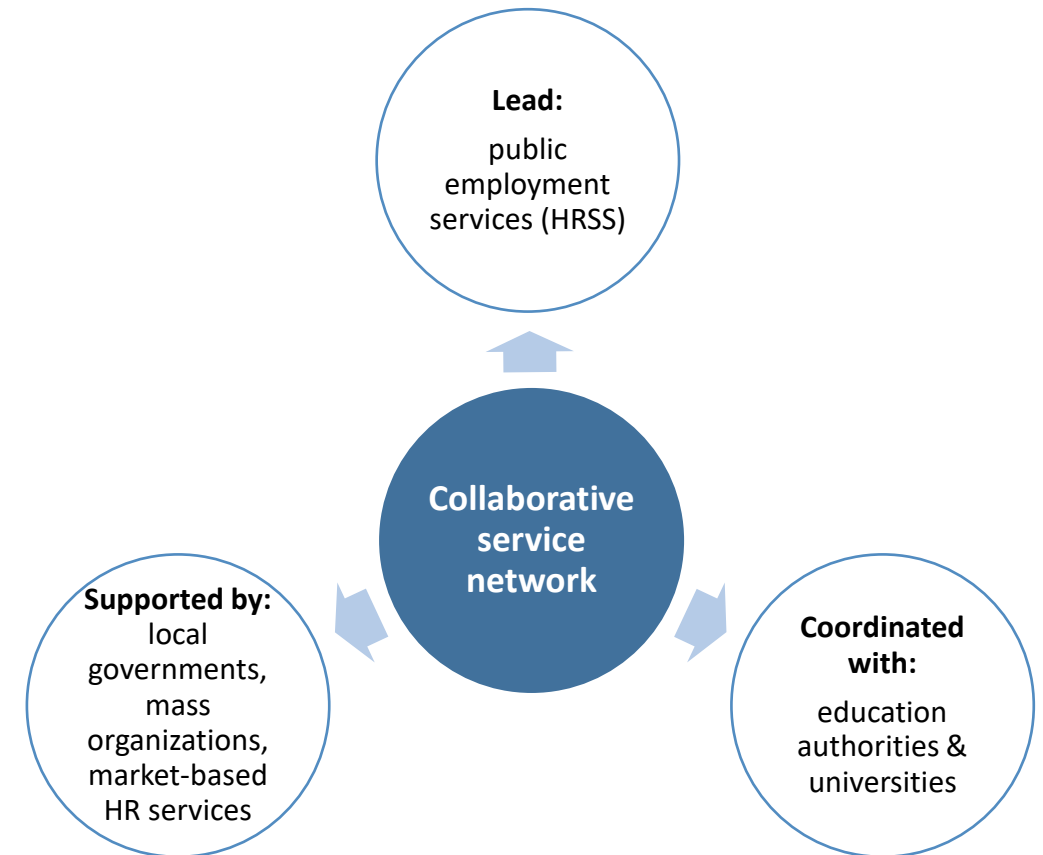 Lead:
public
employment
services (HRSS)
Collaborative
service
network
Supported by:
local
governments,
mass
organizations,
market-based
HR services
Coordinated
with:
education
authorities &
universities